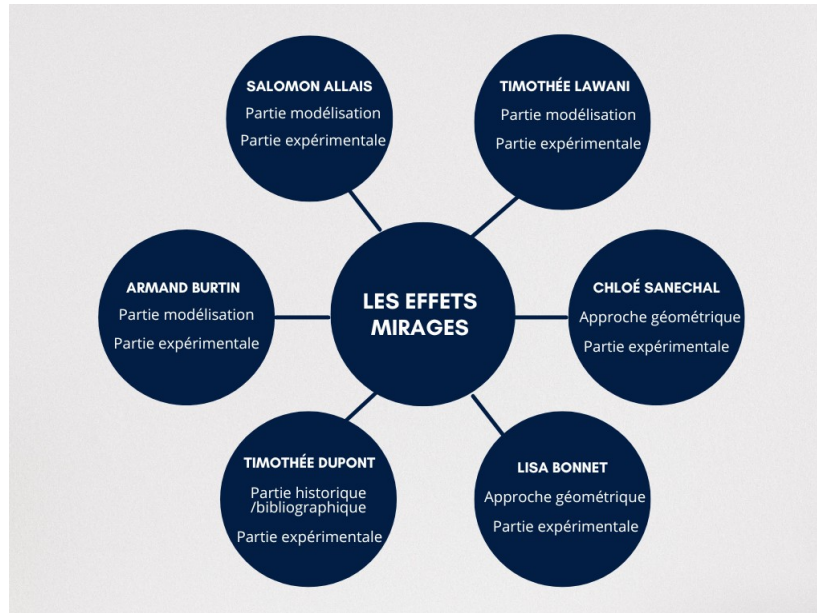 SALOMON ALLAIS
Partie modélisation
Partie expérimentale
TIMOTHÉE LAWANI
Partie modélisation
Partie expérimentale
ARMAND BURTIN
Partie modélisation
Partie expérimentale
LES EFFETS
MIRAGES
CHLOÉ SANECHAL
Approche géométrique
Partie expérimentale
TIMOTHÉE DUPONT
Partie historique
/bibliographique
Partie expérimentale
LISA BONNET
Approche géométrique
Partie expérimentale